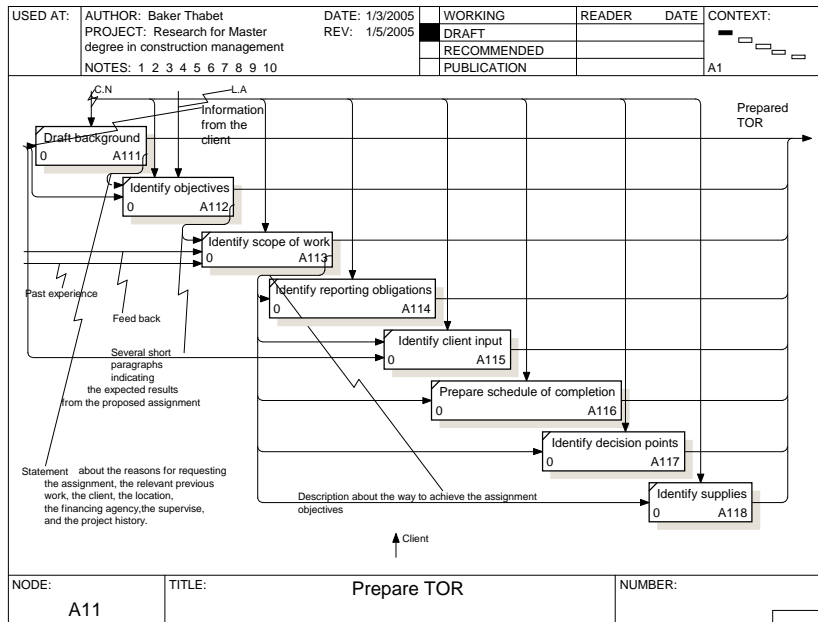 USED AT:
AUTHOR: Baker Thabet
DATE: 1/3/2005
PROJECT: Research for Master
REV: 1/5/2005
degree in construction management
NOTES: 1 2 3 4 5 6 7 8 9 10
WORKING
DRAFT
RECOMMENDED
PUBLICATION
READER
DATE
CONTEXT:
A1
C.N
L.A
Information
from the
client
Prepared
TOR
Draft background
0 A111
Identify objectives
0 A112
Identify scope of work
0 A113
Identify reporting obligations
0 A114
Identify client input
0 A115
Prepare schedule of completion
0 A116
Identify decision points
0 A117
Identify supplies
0 A118
Past experience
Feed back
Several short
paragraphs
indicating
the expected results
from the proposed assignment
Statement about the reasons for requesting
the assignment, the relevant previous
work, the client, the location,
the financing agency,the supervise,
and the project history.
Description about the way to achieve the assignment
objectives
Client
NODE:
A11
TITLE:
Prepare TOR
NUMBER: